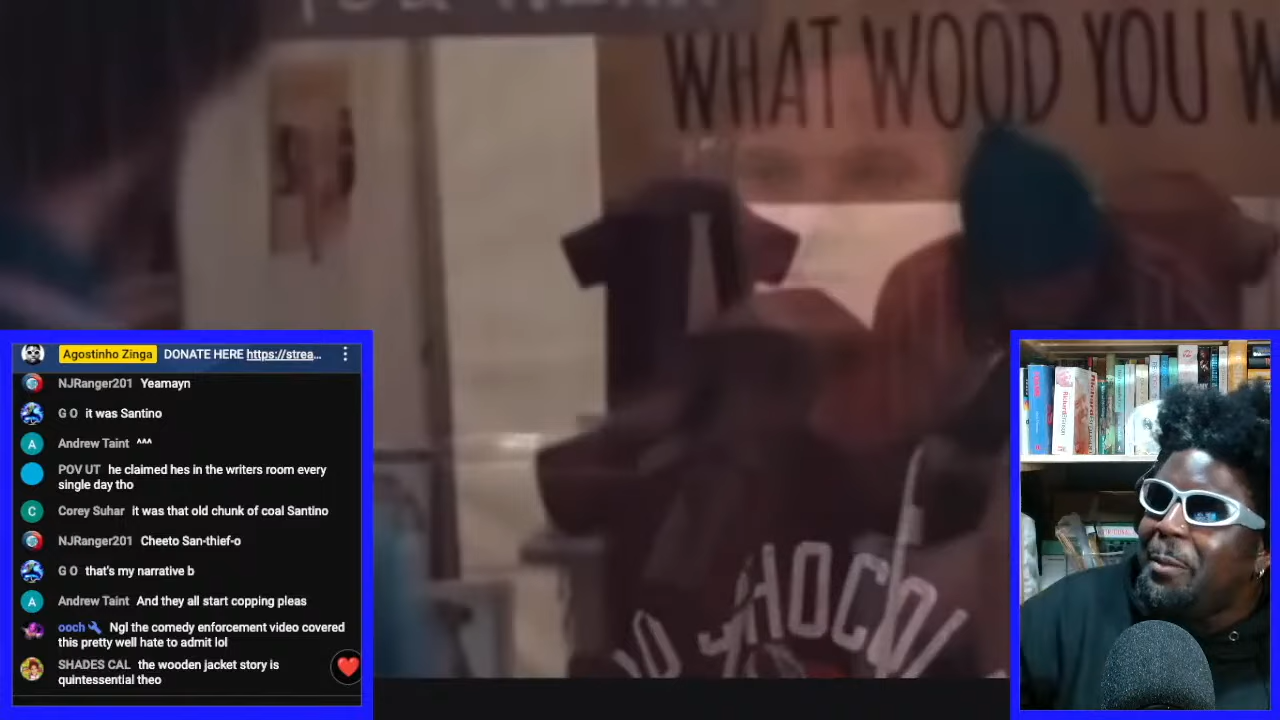 YOU WEAR
WHAT WOOD YOU W
Agostinho Zinga DONATE HERE https://strea...
NJRanger201 Yeamayn
G O it was Santino
A Andrew Taint ^^^
POV UT he claimed hes in the writers room every
single day tho
C Corey Suhar it was that old chunk of coal Santino
NJRanger201 Cheeto San-thief-o
G O that's my narrative b
A Andrew Taint And they all start copping pleas
ooch Ngl the comedy enforcement video covered
this pretty well hate to admit lol
SHADES CAL the wooden jacket story is
quintessential theo